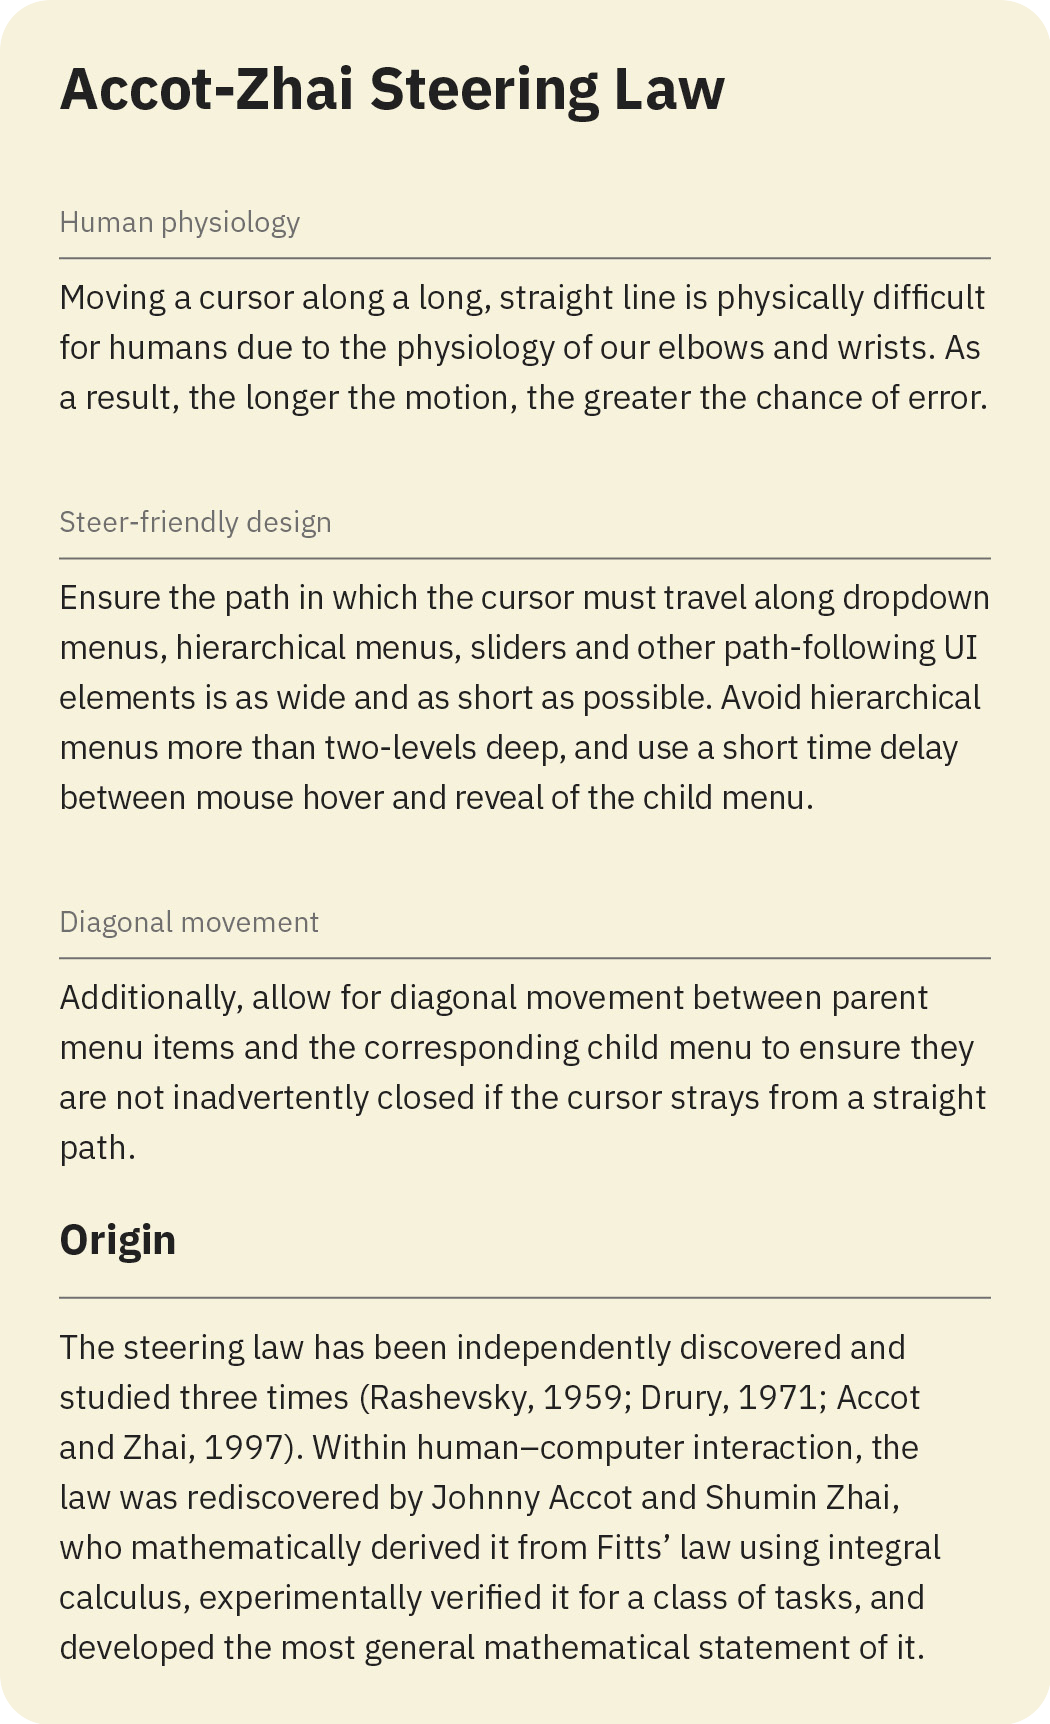 Accot-Zhai Steering Law
Human physiology
Moving a cursor along a long, straight line is physically difficult
for humans due to the physiology of our elbows and wrists. As
a result, the longer the motion, the greater the chance of error.
Steer-friendly design
Ensure the path in which the cursor must travel along dropdown
menus, hierarchical menus, sliders and other path-following UI
elements is as wide and as short as possible. Avoid hierarchical
menus more than two-levels deep, and use a short time delay
between mouse hover and reveal of the child menu.
Diagonal movement
Additionally, allow for diagonal movement between parent
menu items and the corresponding child menu to ensure they
are not inadvertently closed if the cursor strays from a straight
path.
Origin
The steering law has been independently discovered and
studied three times (Rashevsky, 1959; Drury, 1971; Accot
and Zhai, 1997). Within human–computer interaction, the
law was rediscovered by Johnny Accot and Shumin Zhai,
who mathematically derived it from Fitts’ law using integral
calculus, experimentally verified it for a class of tasks, and
developed the most general mathematical statement of it.